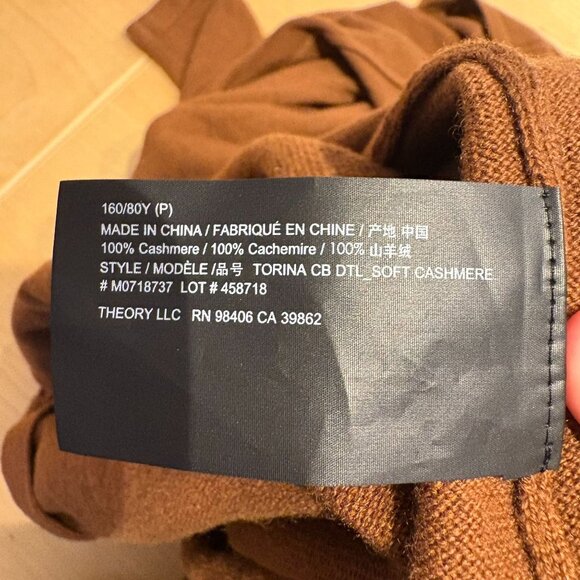 160/80Y (P)
MADE IN CHINA / FABRIQUÉ EN CHINE / 产地 中国
100% Cashmere / 100% Cachemire / 100% 山羊绒
STYLE / MODÈLE / 品号 TORINA CB DTL_SOFT CASHMERE
# M0718737 LOT # 458718
THEORY LLC RN 98406 CA 39862